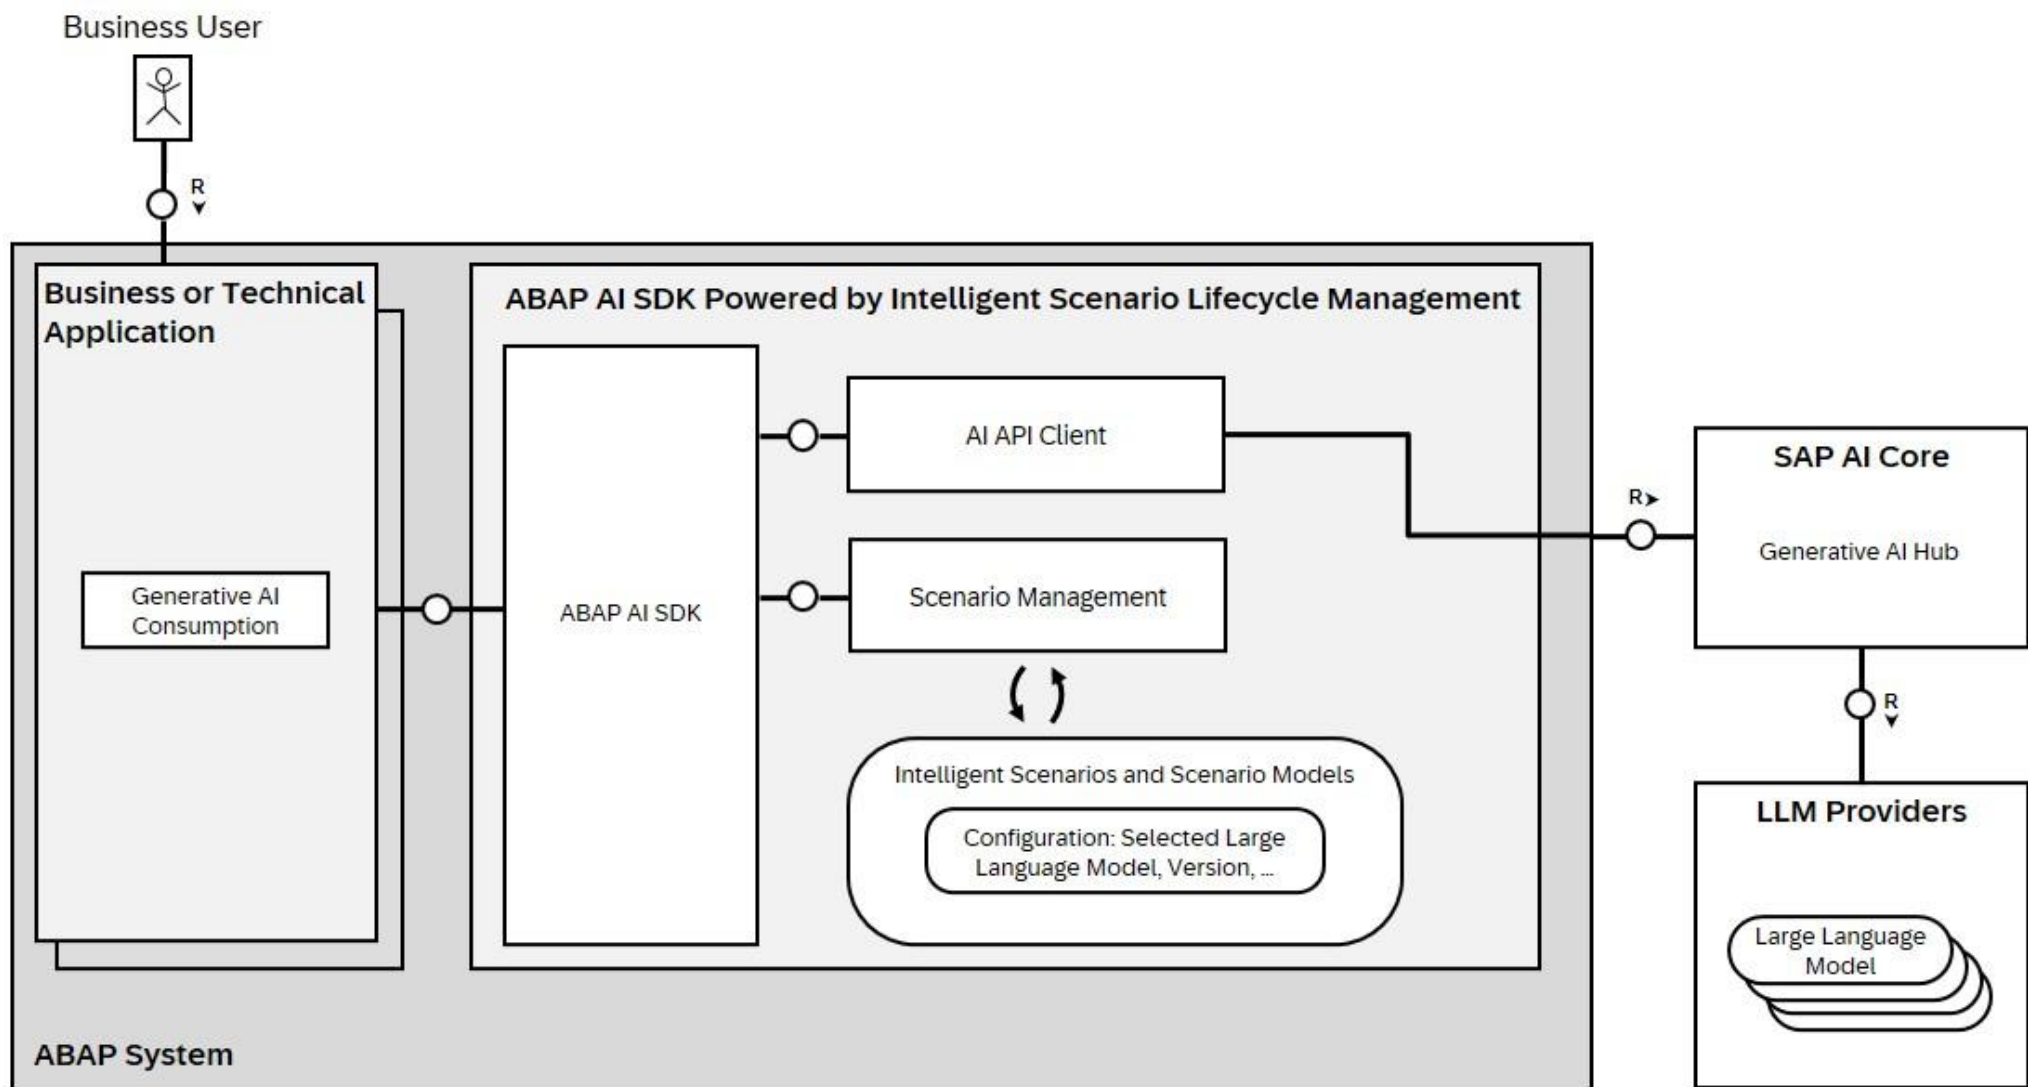 Business User
R
Business or Technical
Application
ABAP AI SDK Powered by Intelligent Scenario Lifecycle Management
AI API Client
SAP AI Core
R
Generative AI Hub
Generative AI
Consumption
ABAP AI SDK
Scenario Management
R
Intelligent Scenarios and Scenario Models
Configuration: Selected Large
Language Model, Version, ...
LLM Providers
Large Language
Model
ABAP System